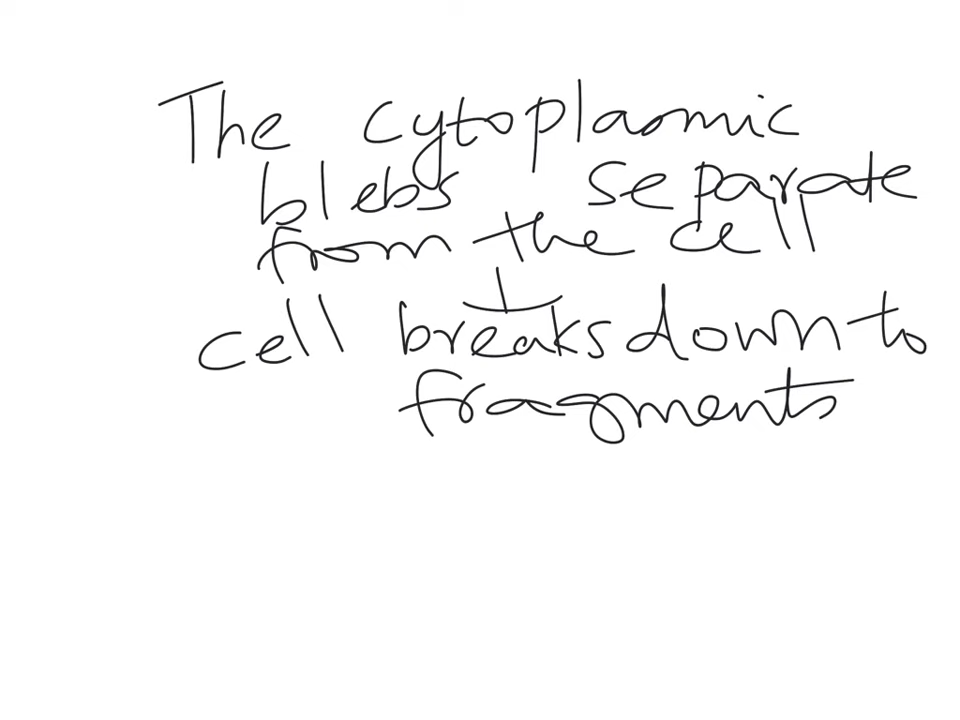 The cytoplasmic
blebs separate
from the cell
↓
cell breaks down to
fragments